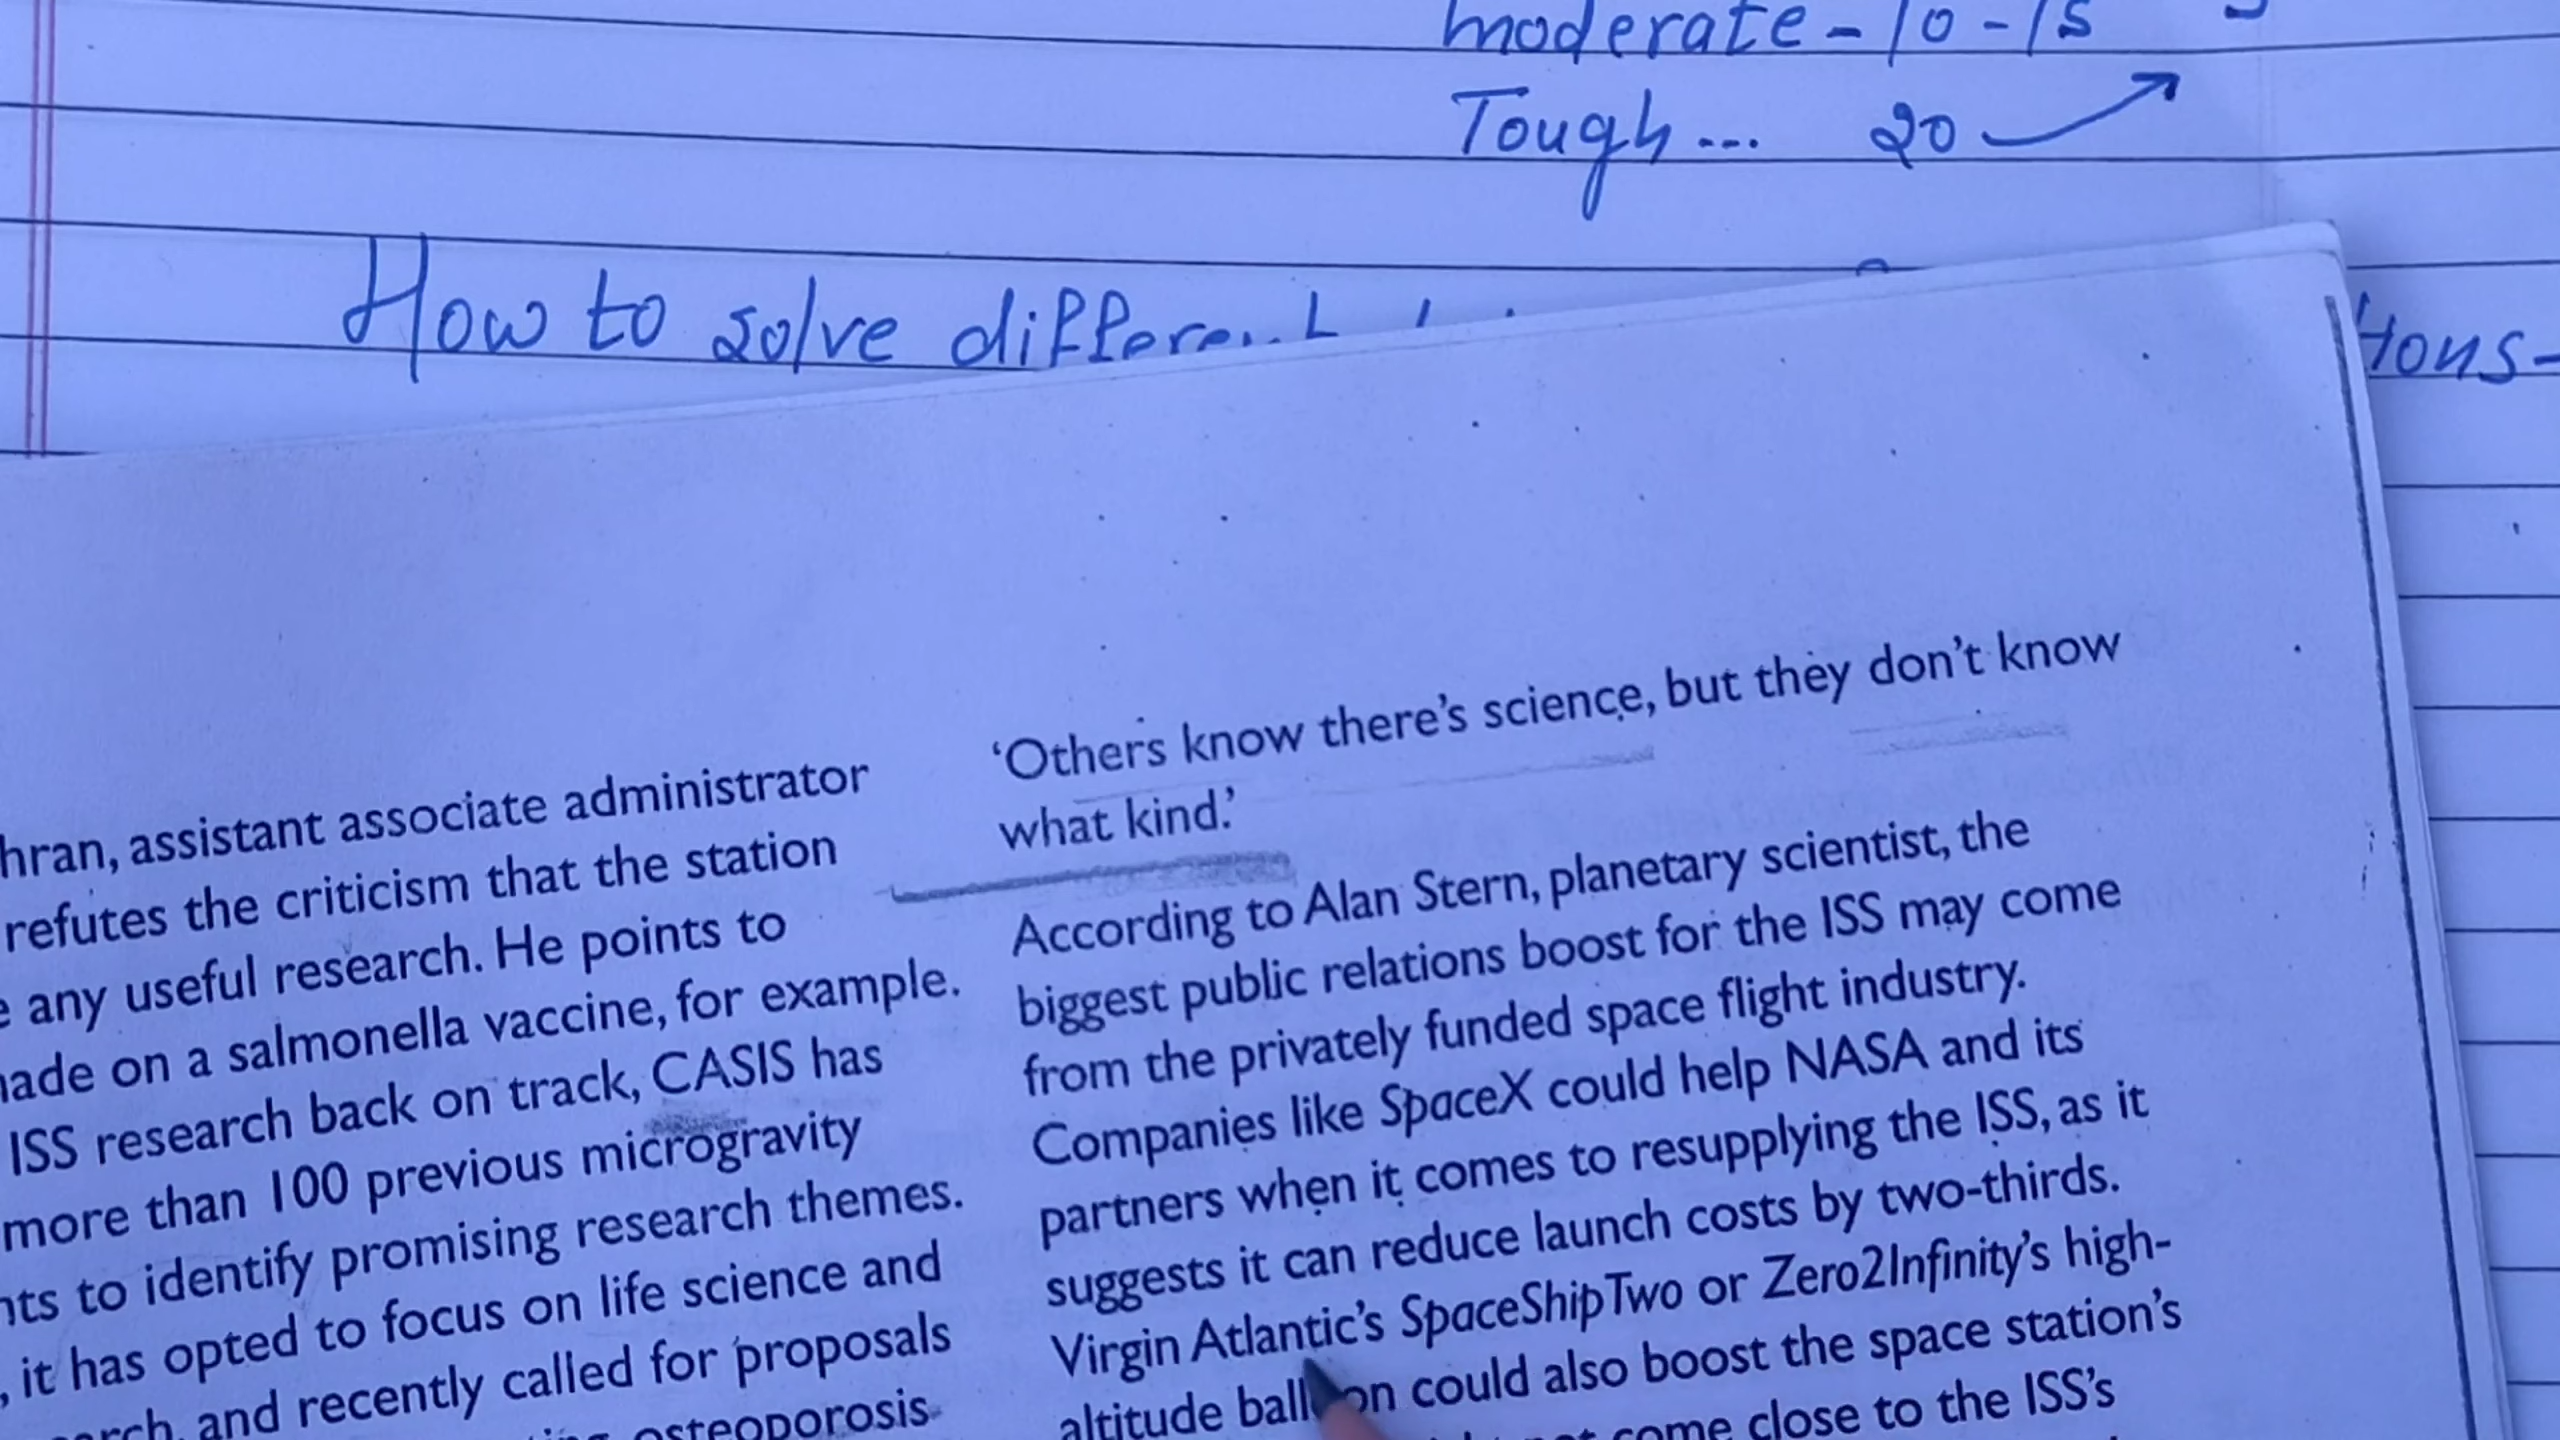 moderate - 10 - 15
Tough ... 20
How to solve different
tions-
hran, assistant associate administrator
refutes the criticism that the station
any useful research. He points to
ade on a salmonella vaccine, for example.
ISS research back on track, CASIS has
more than 100 previous microgravity
nts to identify promising research themes.
, it has opted to focus on life science and
arch, and recently called for proposals
osteoporosis
‘Others know there’s science, but they don’t know
what kind.’
According to Alan Stern, planetary scientist, the
biggest public relations boost for the ISS may come
from the privately funded space flight industry.
Companies like SpaceX could help NASA and its
partners when it comes to resupplying the ISS, as it
suggests it can reduce launch costs by two-thirds.
Virgin Atlantic’s SpaceShipTwo or Zero2Infinity’s high-
altitude balloon could also boost the space station’s
come close to the ISS’s